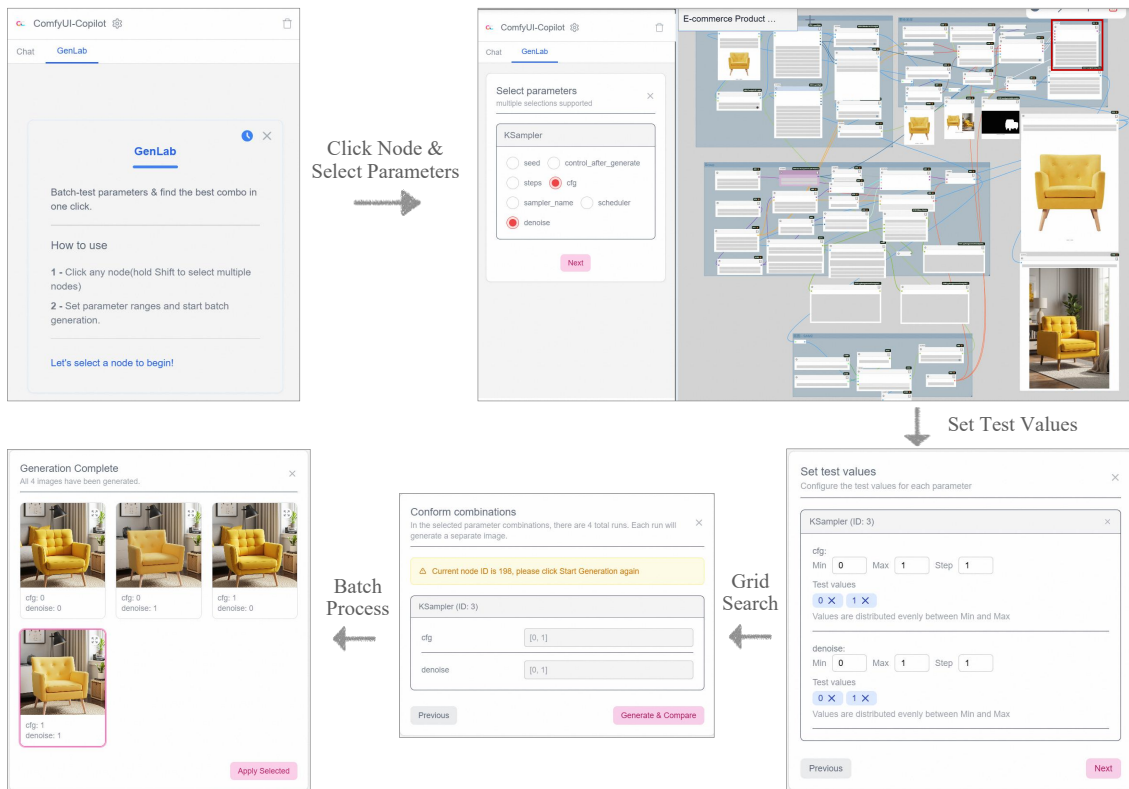 ComfyUI-Copilot
Chat GenLab
GenLab
Batch-test parameters & find the best combo in
one click.
How to use
1 - Click any node(hold Shift to select multiple
nodes)
2 - Set parameter ranges and start batch
generation.
Let's select a node to begin!
Click Node &
Select Parameters
ComfyUI-Copilot
Chat GenLab
Select parameters
multiple selections supported
KSampler
seed control_after_generate
steps cfg
sampler_name scheduler
denoise
Next
E-commerce Product ...
Set Test Values
Set test values
Configure the test values for each parameter
KSampler (ID: 3)
cfg:
Min 0 Max 1 Step 1
Test values
0 1
Values are distributed evenly between Min and Max
denoise:
Min 0 Max 1 Step 1
Test values
0 1
Values are distributed evenly between Min and Max
Previous Next
Grid
Search
Conform combinations
In the selected parameter combinations, there are 4 total runs. Each run will
generate a separate image.
Current node ID is 198, please click Start Generation again
KSampler (ID: 3)
cfg [0, 1]
denoise [0, 1]
Previous Generate & Compare
Batch
Process
Generation Complete
All 4 images have been generated.
cfg: 0
denoise: 0
cfg: 0
denoise: 1
cfg: 1
denoise: 0
cfg: 1
denoise: 1
Apply Selected